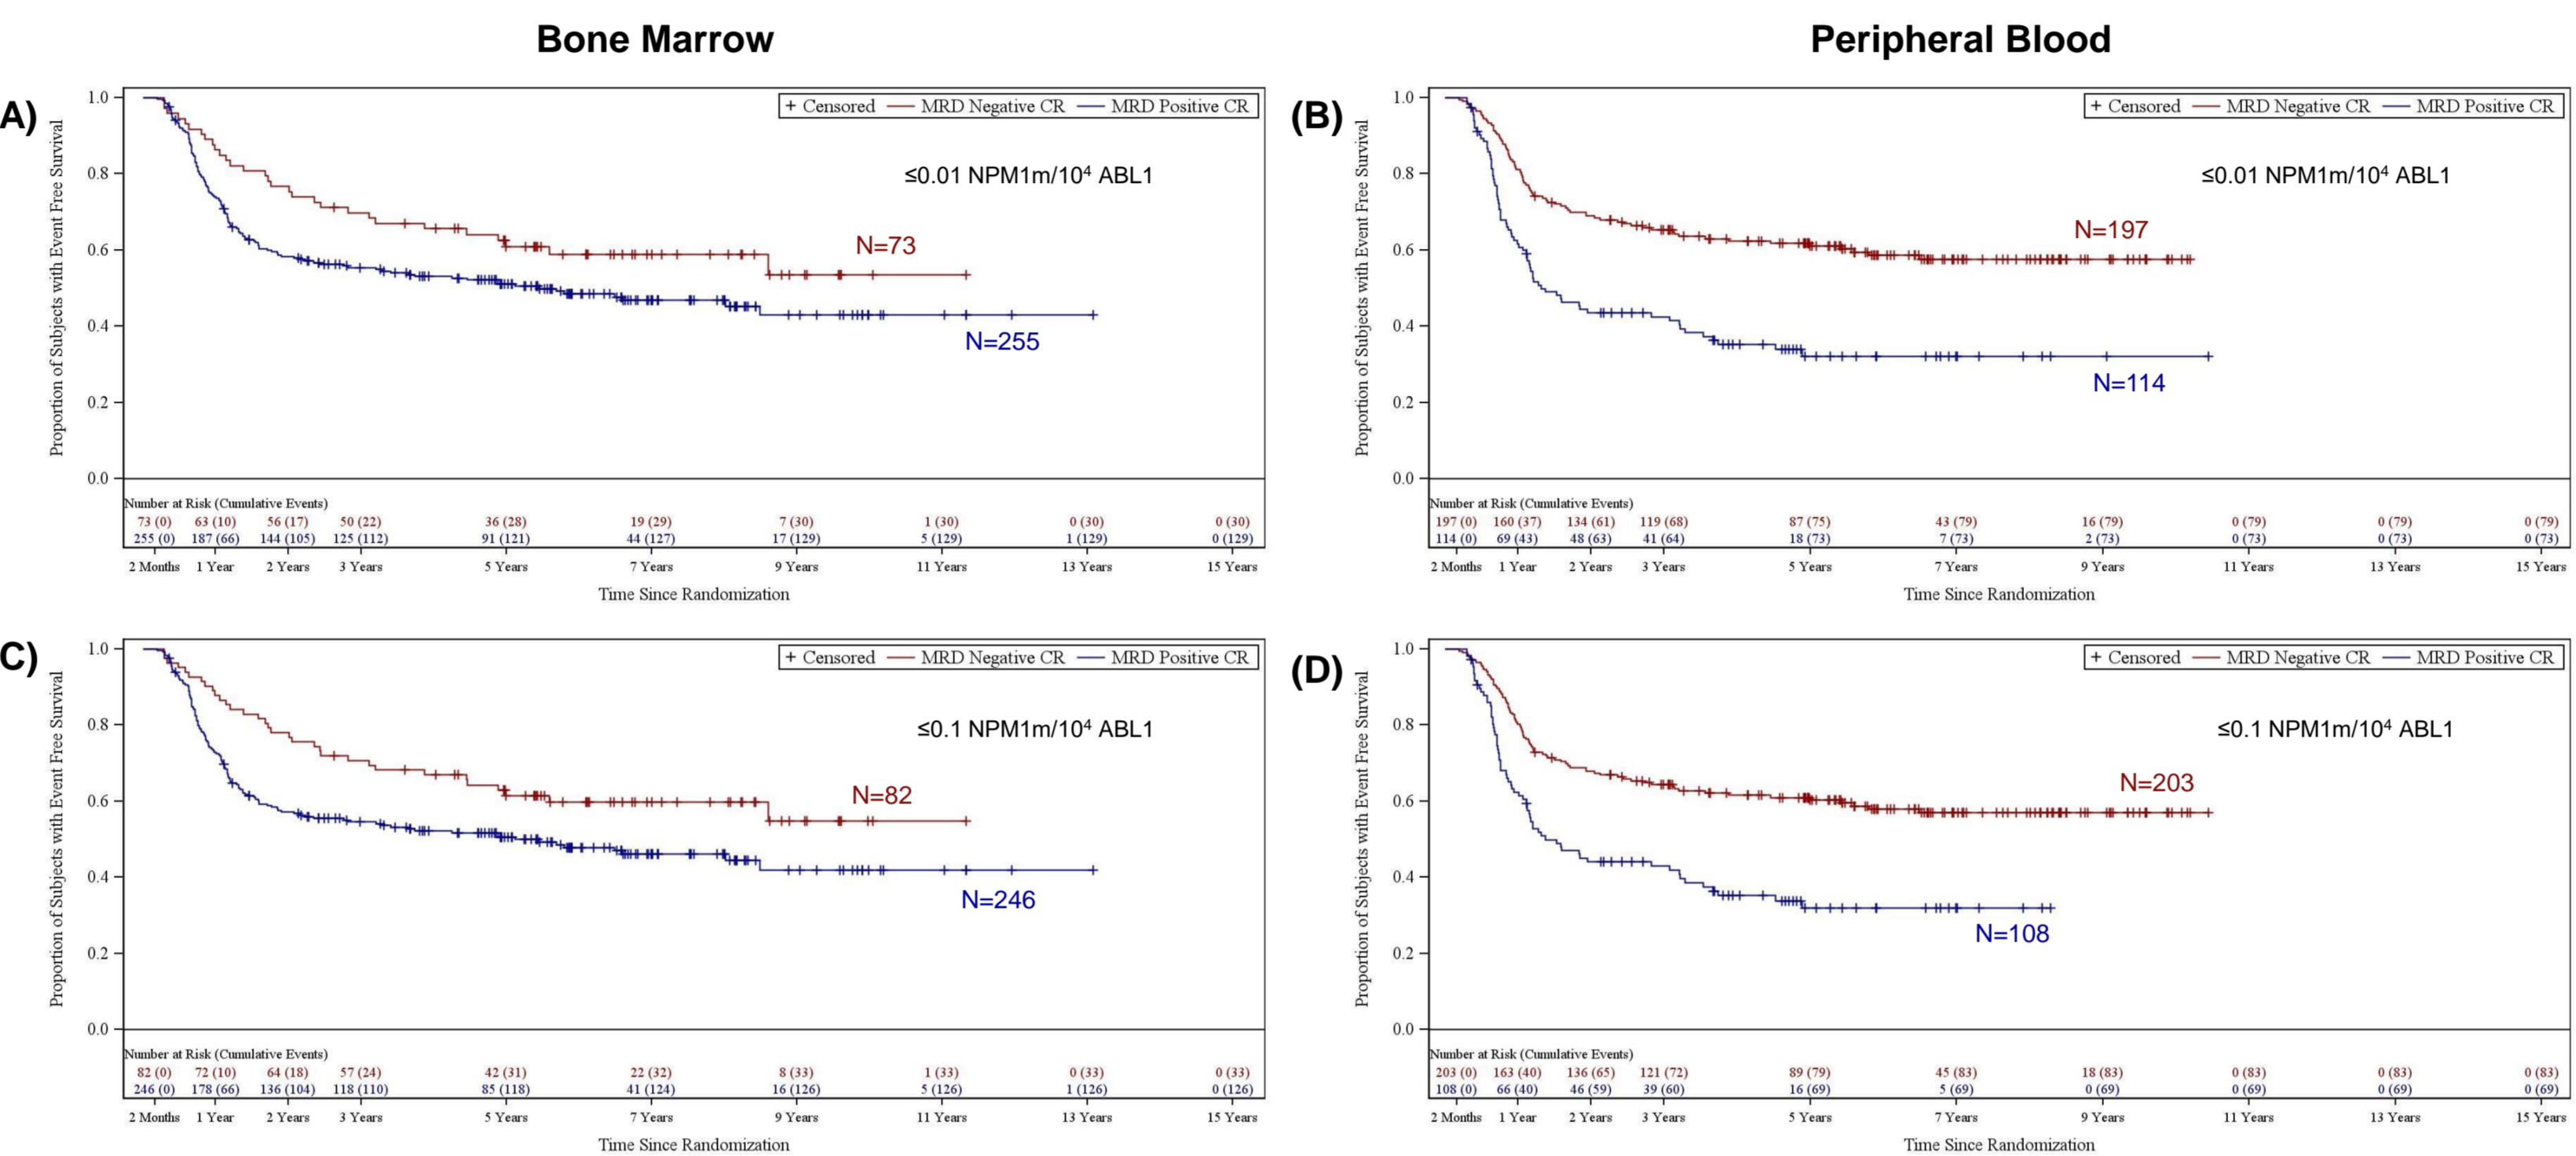 Bone Marrow
Peripheral Blood
A)
Proportion of Subjects with Event Free Survival
1.0
0.8
0.6
0.4
0.2
0.0
+ Censored MRD Negative CR MRD Positive CR
≤0.01 NPM1m/10⁴ ABL1
N=73
N=255
Number at Risk (Cumulative Events)
73 (0) 63 (10) 56 (17) 50 (22) 36 (28) 19 (29) 7 (30) 1 (30) 0 (30) 0 (30)
255 (0) 187 (66) 144 (105) 125 (112) 91 (121) 44 (127) 17 (129) 5 (129) 1 (129) 0 (129)
2 Months 1 Year 2 Years 3 Years 5 Years 7 Years 9 Years 11 Years 13 Years 15 Years
Time Since Randomization
(B)
Proportion of Subjects with Event Free Survival
1.0
0.8
0.6
0.4
0.2
0.0
+ Censored MRD Negative CR MRD Positive CR
≤0.01 NPM1m/10⁴ ABL1
N=197
N=114
Number at Risk (Cumulative Events)
197 (0) 160 (37) 134 (61) 119 (68) 87 (75) 43 (79) 16 (79) 0 (79) 0 (79) 0 (79)
114 (0) 69 (43) 48 (63) 41 (64) 18 (73) 7 (73) 2 (73) 0 (73) 0 (73) 0 (73)
2 Months 1 Year 2 Years 3 Years 5 Years 7 Years 9 Years 11 Years 13 Years 15 Years
Time Since Randomization
C)
Proportion of Subjects with Event Free Survival
1.0
0.8
0.6
0.4
0.2
0.0
+ Censored MRD Negative CR MRD Positive CR
≤0.1 NPM1m/10⁴ ABL1
N=82
N=246
Number at Risk (Cumulative Events)
82 (0) 72 (10) 64 (18) 57 (24) 42 (31) 22 (32) 8 (33) 1 (33) 0 (33) 0 (33)
246 (0) 178 (66) 136 (104) 118 (110) 85 (118) 41 (124) 16 (126) 5 (126) 1 (126) 0 (126)
2 Months 1 Year 2 Years 3 Years 5 Years 7 Years 9 Years 11 Years 13 Years 15 Years
Time Since Randomization
(D)
Proportion of Subjects with Event Free Survival
1.0
0.8
0.6
0.4
0.2
0.0
+ Censored MRD Negative CR MRD Positive CR
≤0.1 NPM1m/10⁴ ABL1
N=203
N=108
Number at Risk (Cumulative Events)
203 (0) 163 (40) 136 (65) 121 (72) 89 (79) 45 (83) 18 (83) 0 (83) 0 (83) 0 (83)
108 (0) 66 (40) 46 (59) 39 (60) 16 (69) 5 (69) 0 (69) 0 (69) 0 (69) 0 (69)
2 Months 1 Year 2 Years 3 Years 5 Years 7 Years 9 Years 11 Years 13 Years 15 Years
Time Since Randomization